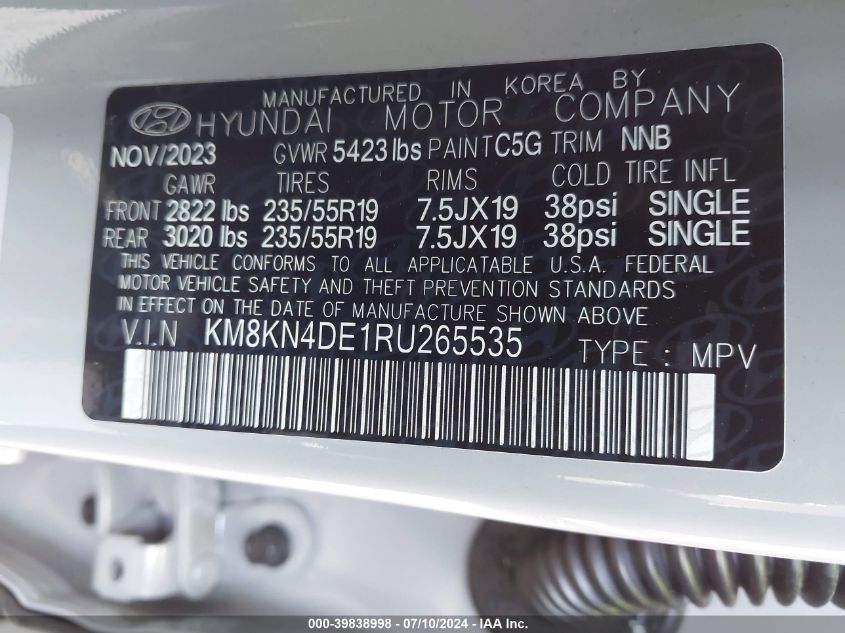 MANUFACTURED IN KOREA BY
HYUNDAI MOTOR COMPANY
NOV/2023 GVWR 5423 lbs PAINT C5G TRIM NNB
GAWR TIRES RIMS COLD TIRE INFL
FRONT 2822 lbs 235/55R19 7.5JX19 38psi SINGLE
REAR 3020 lbs 235/55R19 7.5JX19 38psi SINGLE
THIS VEHICLE CONFORMS TO ALL APPLICATABLE U.S.A. FEDERAL
MOTOR VEHICLE SAFETY AND THEFT PREVENTION STANDARDS
IN EFFECT ON THE DATE OF MANUFACTURE SHOWN ABOVE
V.I.N KM8KN4DE1RU265535 TYPE : MPV
000-39838998 | 07/10/2024 - IAA Inc.